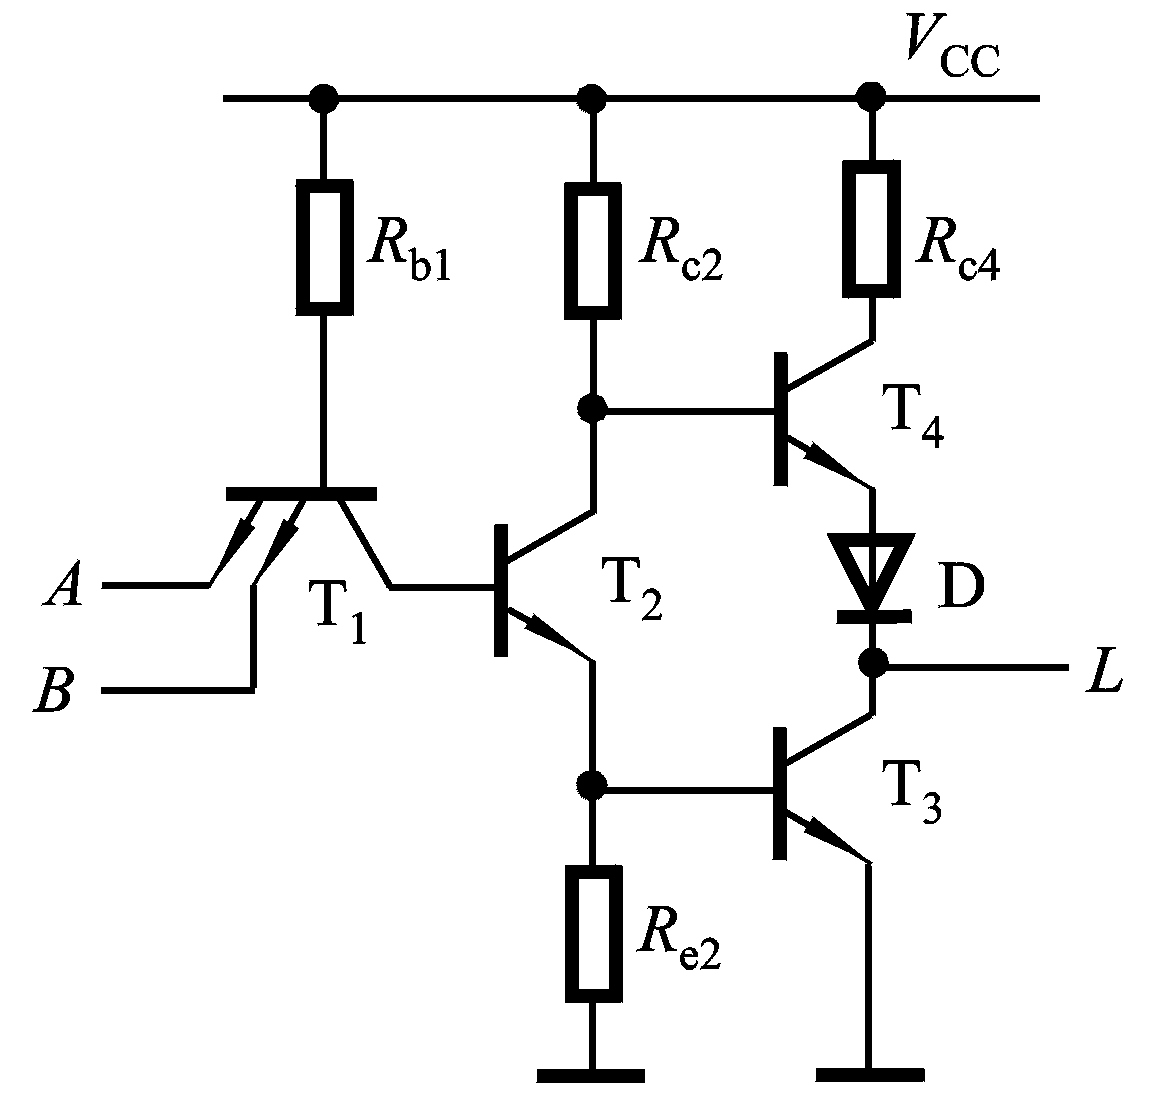 V_CC
R_b1
R_c2
R_c4
T_4
A
T_1
T_2
D
B
L
T_3
R_e2